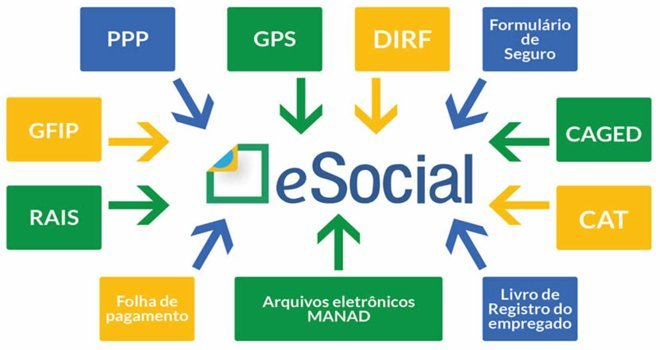 PPP
GPS
DIRF
Formulário
de
Seguro
GFIP
CAGED
eSocial
RAIS
CAT
Folha de
pagamento
Arquivos eletrônicos
MANAD
Livro de
Registro do
empregado